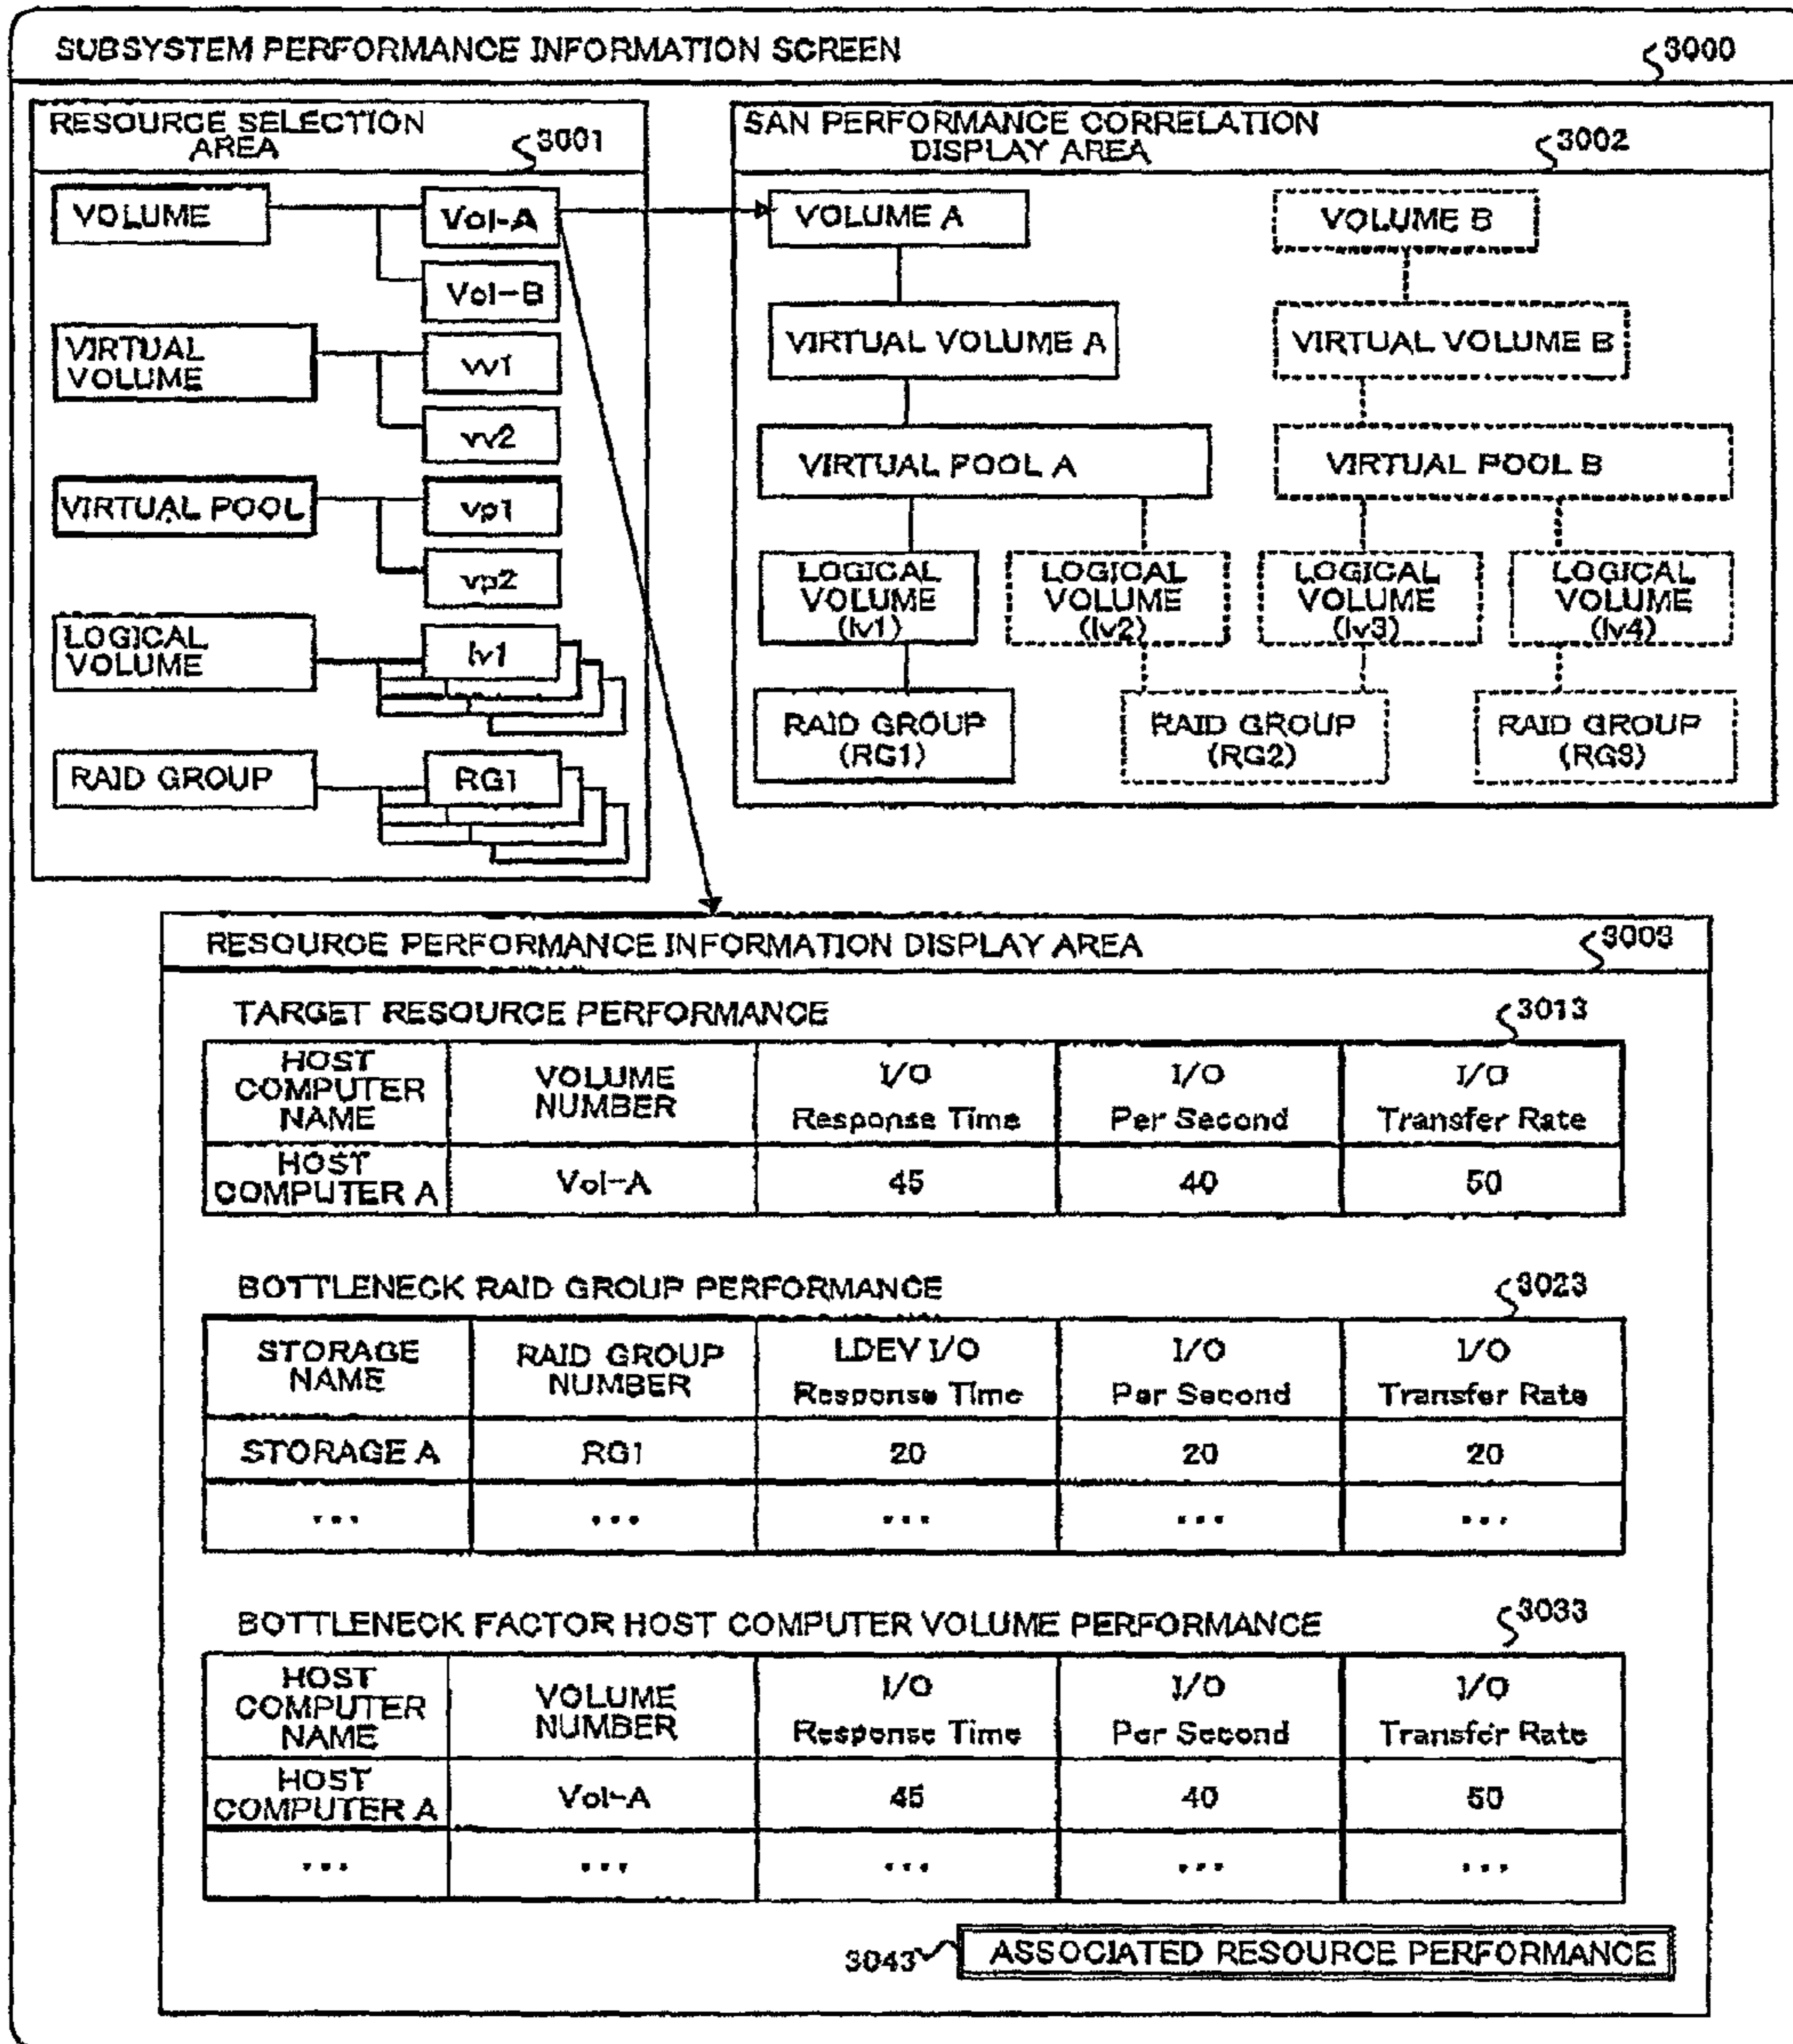 SUBSYSTEM PERFORMANCE INFORMATION SCREEN
3000
RESOURCE SELECTION
AREA
3001
VOLUME
Vol-A
Vol-B
VIRTUAL
VOLUME
vv1
vv2
VIRTUAL POOL
vp1
vp2
LOGICAL
VOLUME
lv1
RAID GROUP
RG1
SAN PERFORMANCE CORRELATION
DISPLAY AREA
3002
VOLUME A
VOLUME B
VIRTUAL VOLUME A
VIRTUAL VOLUME B
VIRTUAL POOL A
VIRTUAL POOL B
LOGICAL
VOLUME
(lv1)
LOGICAL
VOLUME
(lv2)
LOGICAL
VOLUME
(lv3)
LOGICAL
VOLUME
(lv4)
RAID GROUP
(RG1)
RAID GROUP
(RG2)
RAID GROUP
(RG3)
RESOURCE PERFORMANCE INFORMATION DISPLAY AREA
3003
TARGET RESOURCE PERFORMANCE
3013
HOST
COMPUTER
NAME
VOLUME
NUMBER
I/O
Response Time
I/O
Per Second
I/O
Transfer Rate
HOST
COMPUTER A
Vol-A
45
40
50
BOTTLENECK RAID GROUP PERFORMANCE
3023
STORAGE
NAME
RAID GROUP
NUMBER
LDEV I/O
Response Time
I/O
Per Second
I/O
Transfer Rate
STORAGE A
RG1
20
20
20
...
...
...
...
...
BOTTLENECK FACTOR HOST COMPUTER VOLUME PERFORMANCE
3033
HOST
COMPUTER
NAME
VOLUME
NUMBER
I/O
Response Time
I/O
Per Second
I/O
Transfer Rate
HOST
COMPUTER A
Vol-A
45
40
50
...
...
...
...
...
3043
ASSOCIATED RESOURCE PERFORMANCE